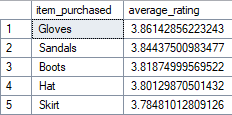 item_purchased average_rating
1 Gloves 3.86142856223243
2 Sandals 3.84437500983477
3 Boots 3.81874999569522
4 Hat 3.80129870501432
5 Skirt 3.78481012809126